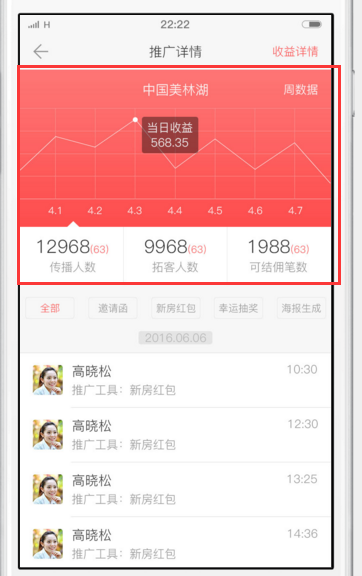 H 22:22
推广详情 收益详情
中国美林湖 周数据
当日收益
568.35
4.1 4.2 4.3 4.4 4.5 4.6 4.7
12968(63) 9968(63) 1988(63)
传播人数 拓客人数 可结佣笔数
全部 邀请函 新房红包 幸运抽奖 海报生成
2016.06.06
高晓松 10:30
推广工具：新房红包
高晓松 12:30
推广工具：新房红包
高晓松 13:25
推广工具：新房红包
高晓松 14:36
推广工具：新房红包